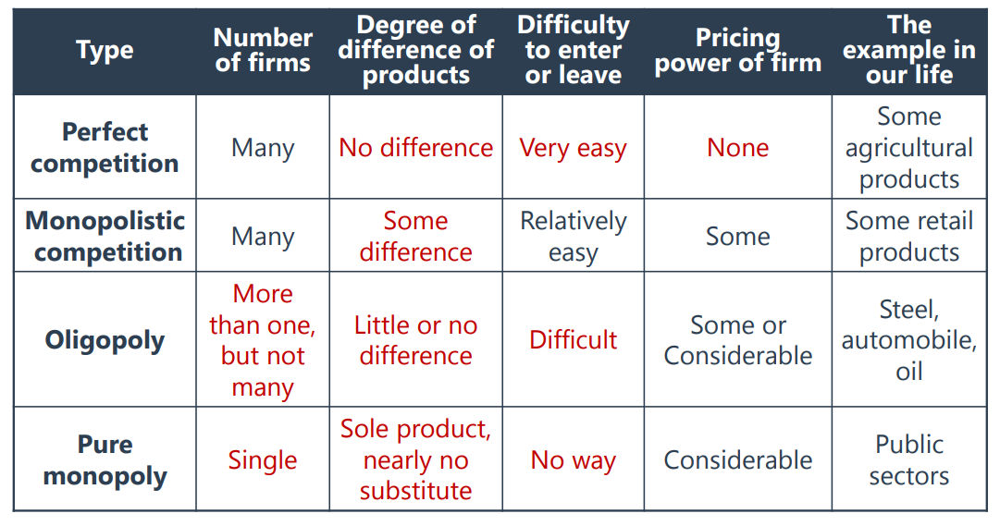 Type
Number
of firms
Degree of
difference of
products
Difficulty
to enter
or leave
Pricing
power of firm
The
example in
our life
Perfect
competition
Many
No difference
Very easy
None
Some
agricultural
products
Monopolistic
competition
Many
Some
difference
Relatively
easy
Some
Some retail
products
Oligopoly
More
than one,
but not
many
Little or no
difference
Difficult
Some or
Considerable
Steel,
automobile,
oil
Pure
monopoly
Single
Sole product,
nearly no
substitute
No way
Considerable
Public
sectors